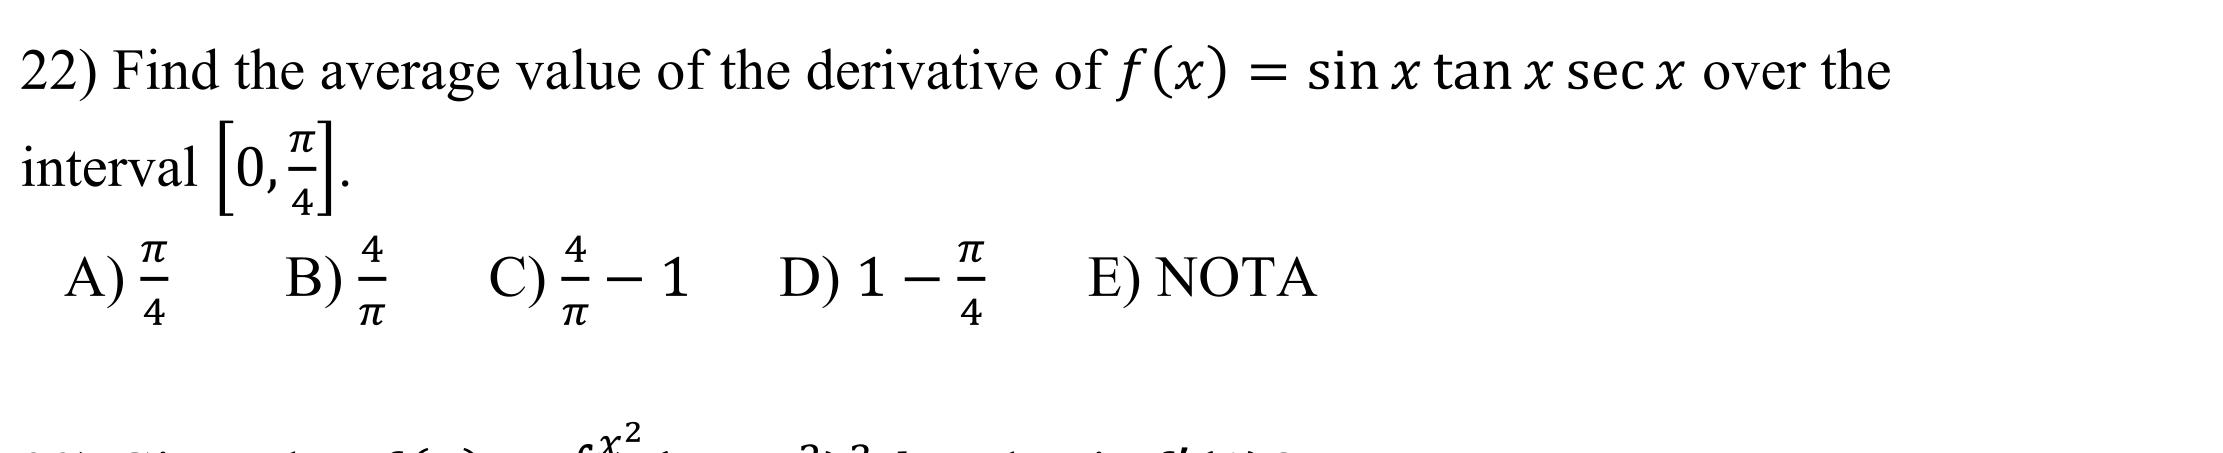 22) Find the average value of the derivative of f(x) = sin x tan x sec x over the
interval [0, π/4].
A) π/4 B) 4/π C) 4/π − 1 D) 1 − π/4 E) NOTA